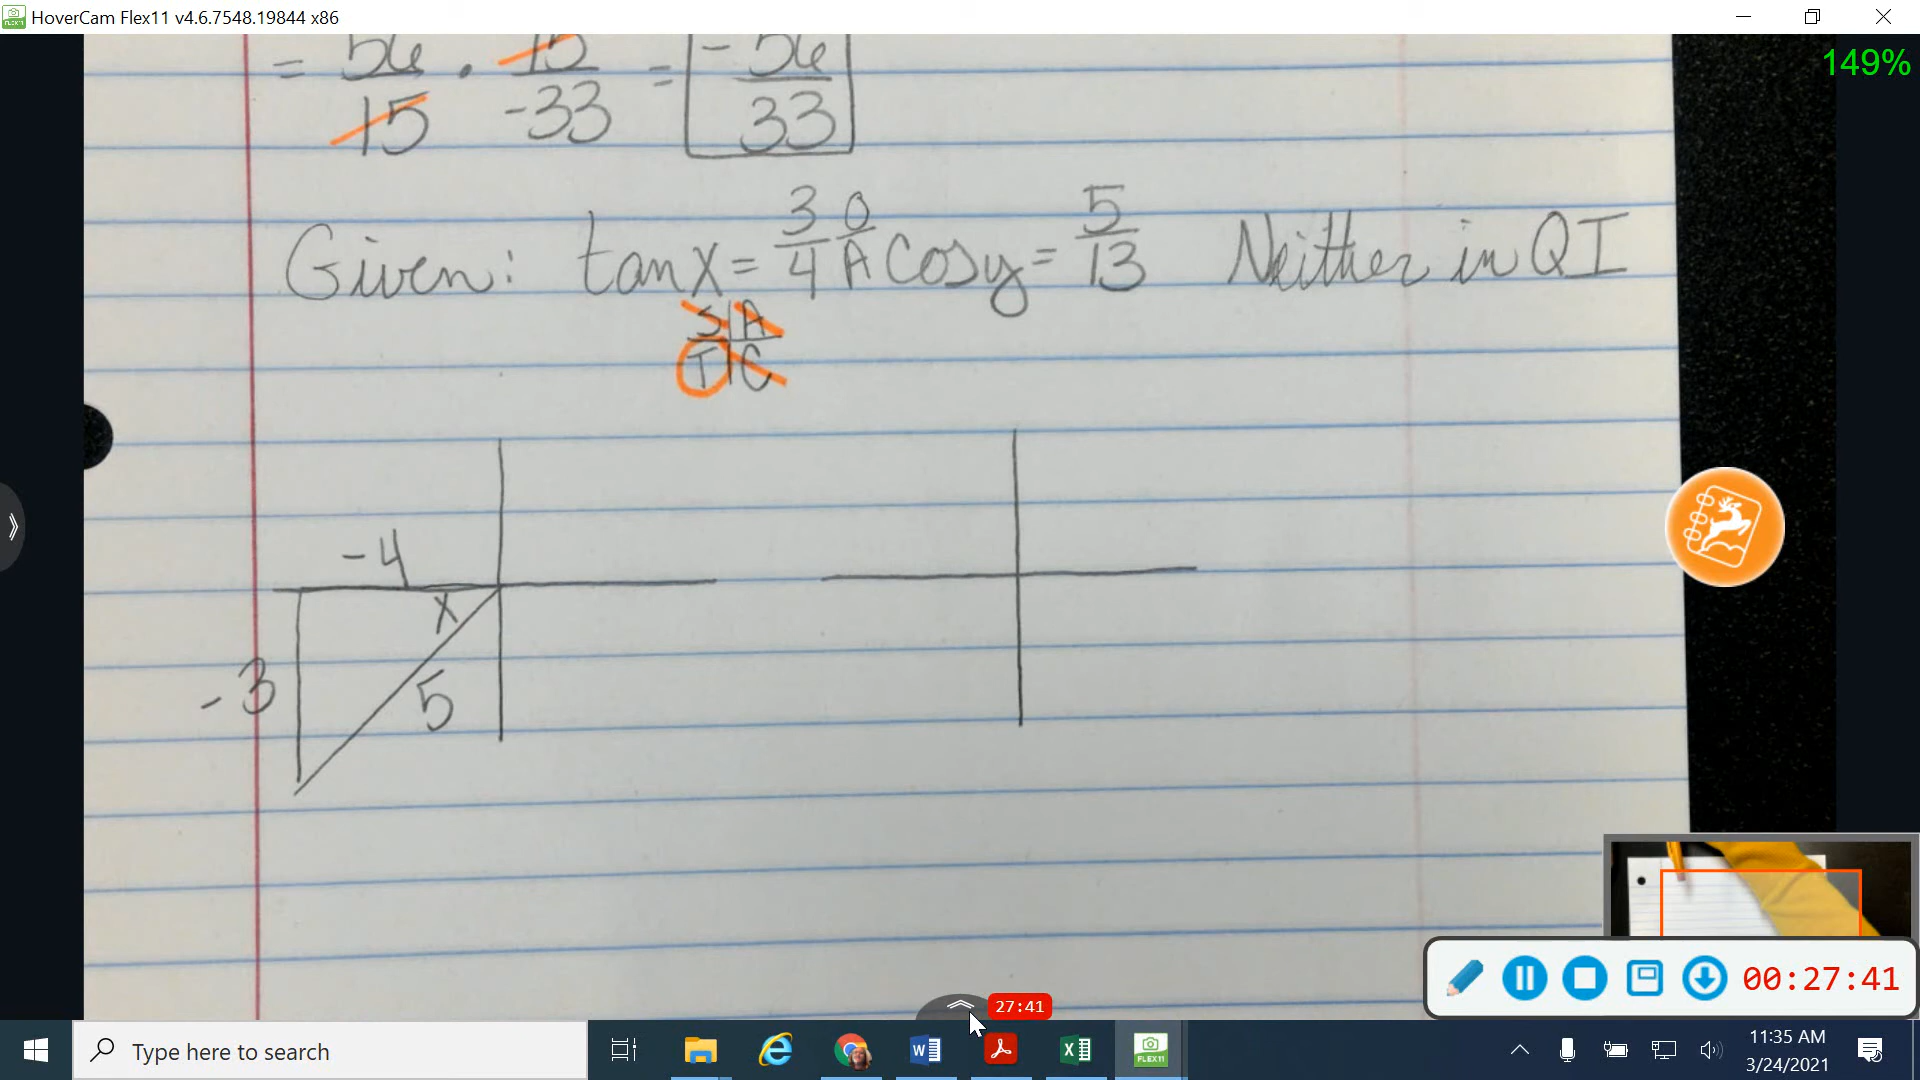 HoverCam Flex11 v4.6.7548.19844 x86
149%
= 56/15 · 15/-33 = -56/33
Given: tan x = 3/4 O/A Cos y = 5/13 Neither in QI
S A
T C
-4
x
-3
5
27:41
00:27:41
Type here to search
FLEX11
11:35 AM
3/24/2021